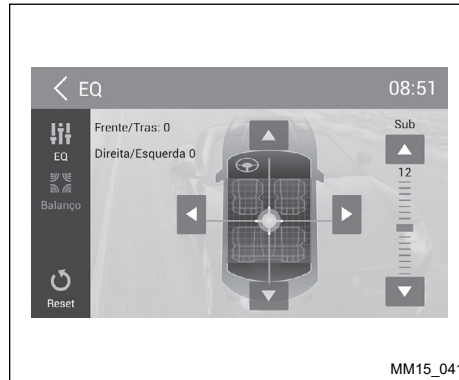 EQ
08:51
EQ
Balanço
Reset
Frente/Tras: 0
Direita/Esquerda 0
Sub
12
MM15_041